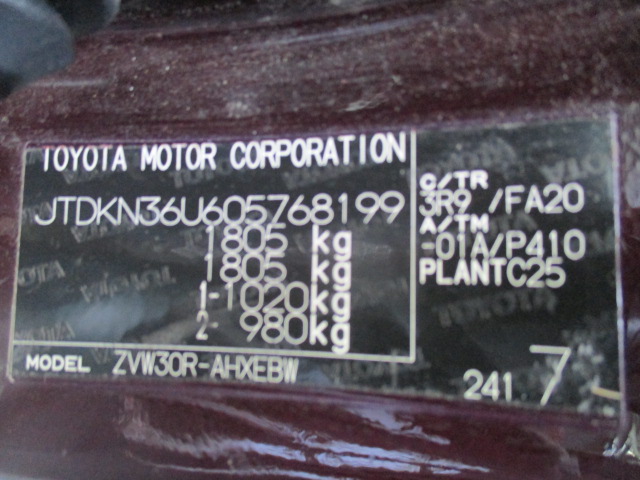 TOYOTA MOTOR CORPORATION
JTDKN36U605768199
1805 kg
1805 kg
1-1020kg
2- 980kg
MODEL ZVW30R-AHXEBW
C/TR
3R9 /FA20
A/TM
-01A/P410
PLANTC25
241 7